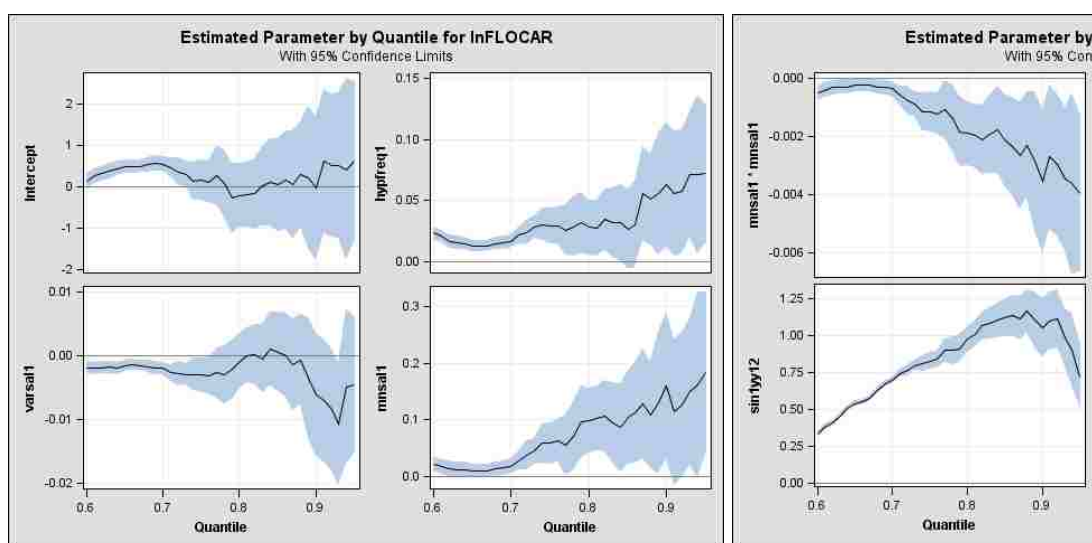 Estimated Parameter by Quantile for lnFLOCAR
With 95% Confidence Limits
Intercept
2
1
0
-1
-2
hypfreq1
0.15
0.10
0.05
0.00
varsal1
0.01
0.00
-0.01
-0.02
0.6 0.7 0.8 0.9
Quantile
mnsal1
0.3
0.2
0.1
0.0
0.6 0.7 0.8 0.9
Quantile
Estimated Parameter by
With 95% Con
mnsal1 * mnsal1
0.000
-0.002
-0.004
-0.006
sin1yy12
1.25
1.00
0.75
0.50
0.25
0.00
0.6 0.7 0.8 0.9
Quantile